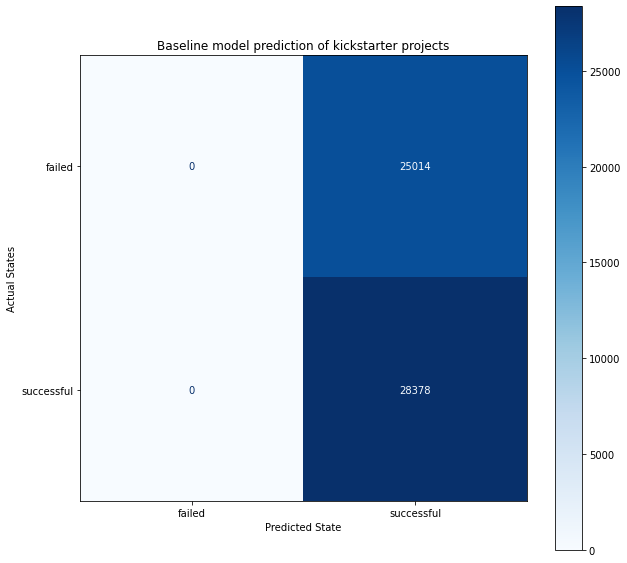 Baseline model prediction of kickstarter projects
failed
0
25014
successful
0
28378
failed
successful
Predicted State
Actual States
25000
20000
15000
10000
5000
0